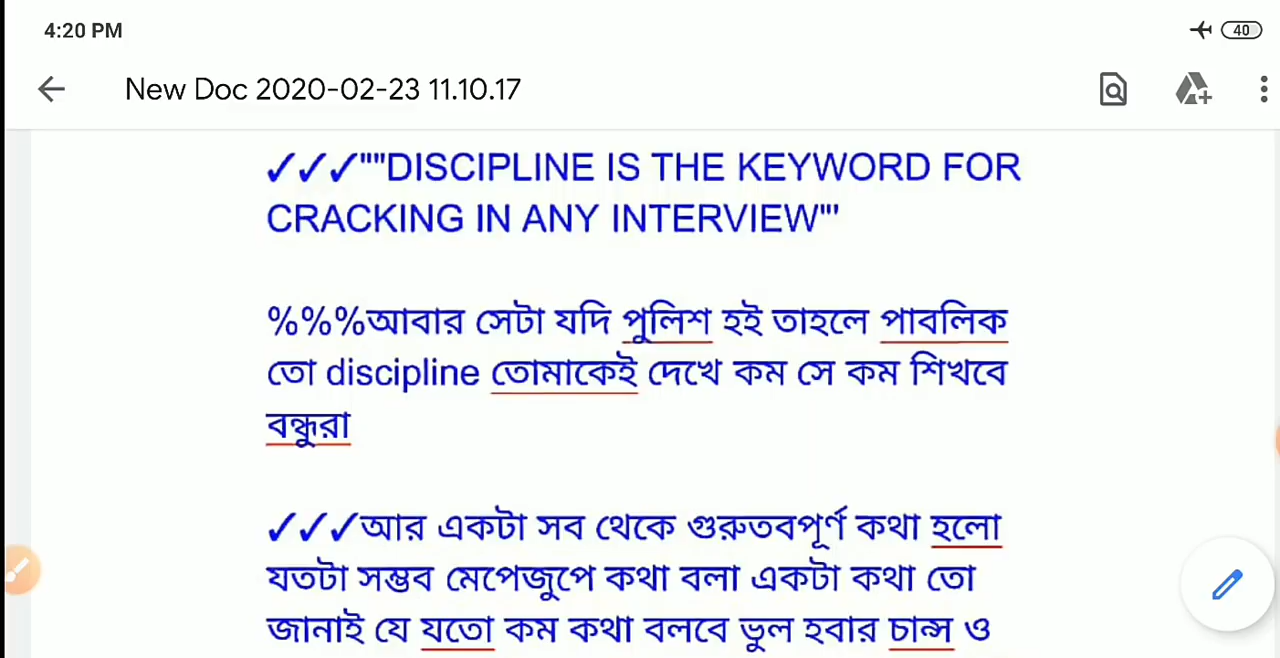 4:20 PM
40
New Doc 2020-02-23 11.10.17
✓✓✓""DISCIPLINE IS THE KEYWORD FOR
CRACKING IN ANY INTERVIEW"'
%%%আবার সেটা যদি পুলিশ হই তাহলে পাবলিক
তো discipline তোমাকেই দেখে কম সে কম শিখবে
বন্ধুরা
✓✓✓আর একটা সব থেকে গুরুতবপূর্ণ কথা হলো
যতটা সম্ভব মেপেজুপে কথা বলা একটা কথা তো
জানাই যে যতো কম কথা বলবে ভুল হবার চান্স ও